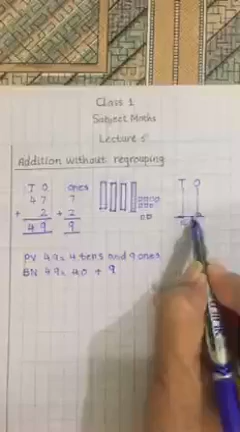 Class 1
Subject Maths
Lecture 5
Addition without regrouping
T O ones T O
4 7 7
+ 2 + 2
4 9 9
PV 49= 4 tens and 9 ones
BN 49= 40 + 9